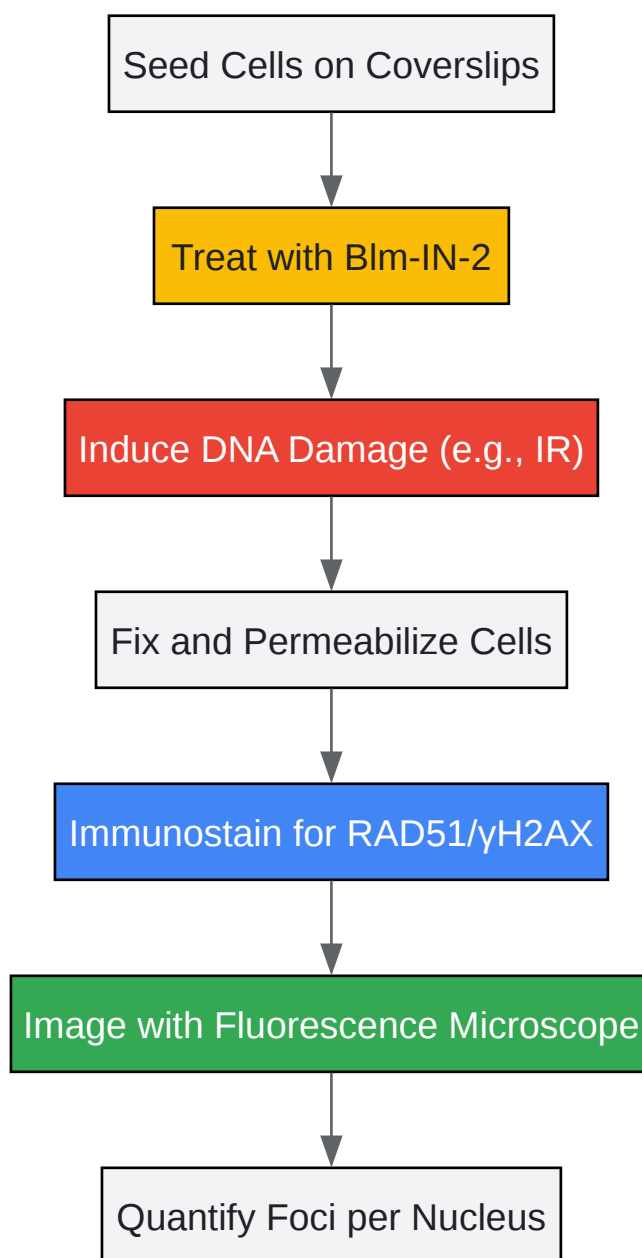 Seed Cells on Coverslips
Treat with Blm-IN-2
Induce DNA Damage (e.g., IR)
Fix and Permeabilize Cells
Immunostain for RAD51/γH2AX
Image with Fluorescence Microscope
Quantify Foci per Nucleus